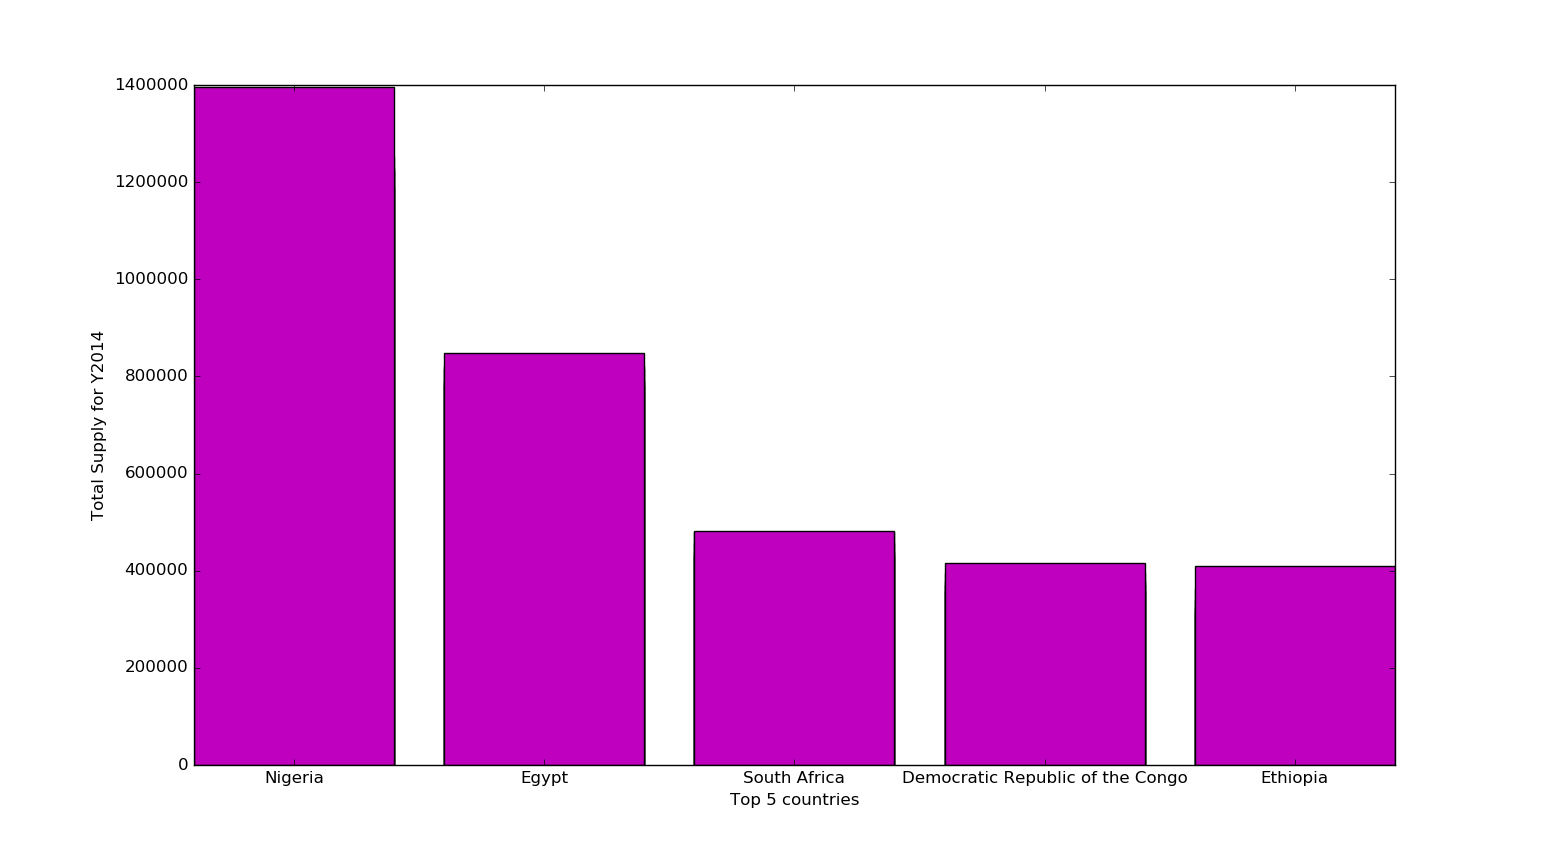 1400000
1200000
1000000
800000
600000
400000
200000
0
Total Supply for Y2014
Nigeria
Egypt
South Africa
Democratic Republic of the Congo
Ethiopia
Top 5 countries